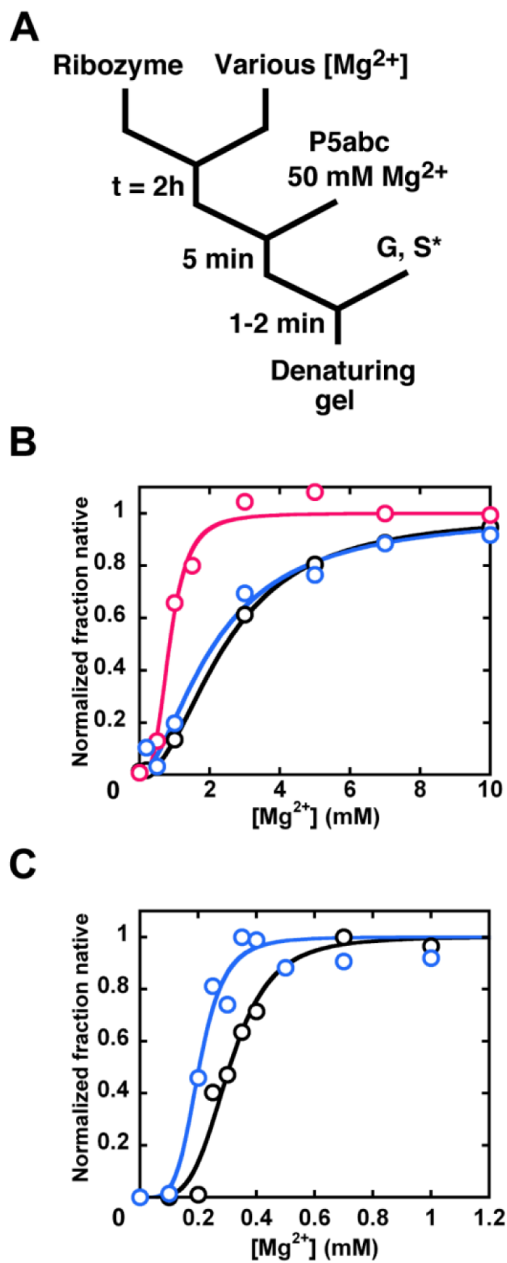 A
Ribozyme Various [Mg²⁺]
P5abc
t = 2h 50 mM Mg²⁺
G, S*
5 min
1-2 min
Denaturing
gel
B
Normalized fraction native
1
0.8
0.6
0.4
0.2
0 2 4 6 8 10
[Mg²⁺] (mM)
C
Normalized fraction native
1
0.8
0.6
0.4
0.2
0 0.2 0.4 0.6 0.8 1 1.2
[Mg²⁺] (mM)